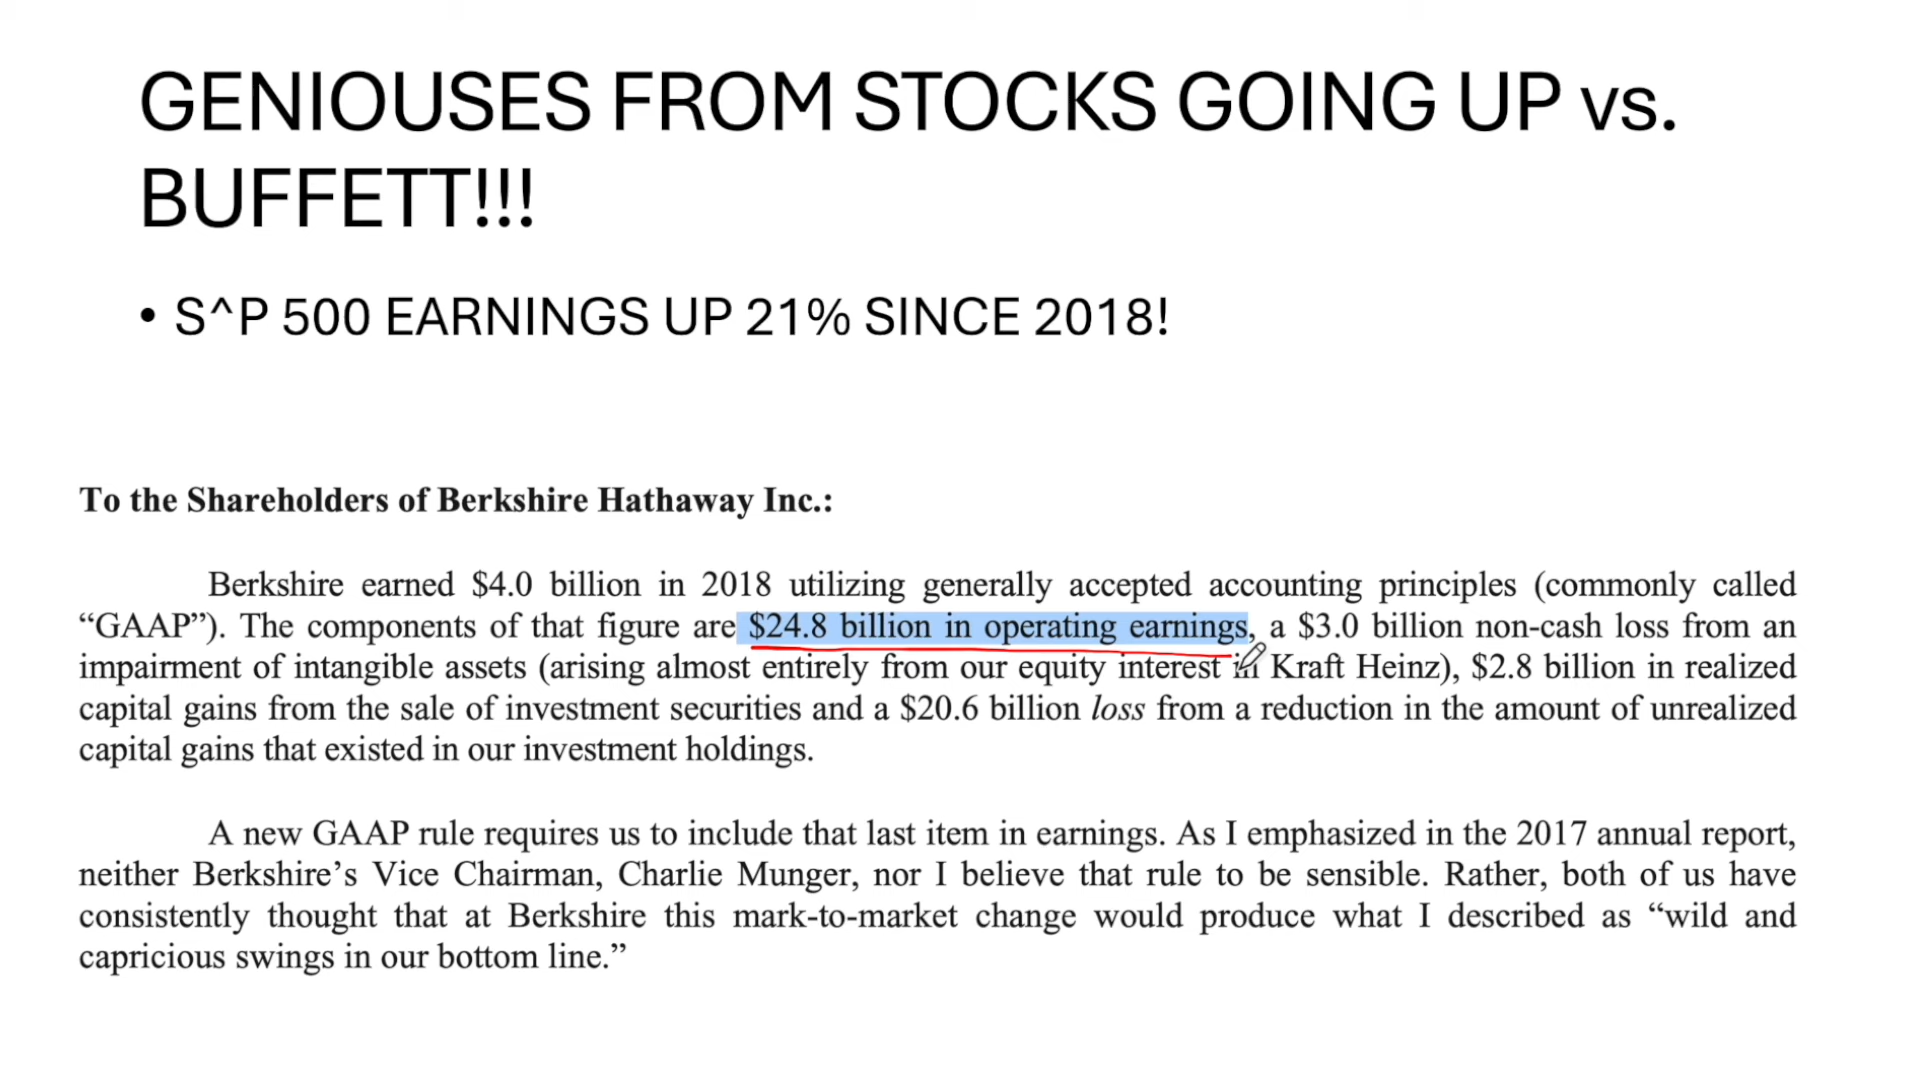 GENIOUSES FROM STOCKS GOING UP vs.
BUFFETT!!!
• S^P 500 EARNINGS UP 21% SINCE 2018!
To the Shareholders of Berkshire Hathaway Inc.:
Berkshire earned $4.0 billion in 2018 utilizing generally accepted accounting principles (commonly called
“GAAP”). The components of that figure are $24.8 billion in operating earnings, a $3.0 billion non-cash loss from an
impairment of intangible assets (arising almost entirely from our equity interest in Kraft Heinz), $2.8 billion in realized
capital gains from the sale of investment securities and a $20.6 billion loss from a reduction in the amount of unrealized
capital gains that existed in our investment holdings.
A new GAAP rule requires us to include that last item in earnings. As I emphasized in the 2017 annual report,
neither Berkshire’s Vice Chairman, Charlie Munger, nor I believe that rule to be sensible. Rather, both of us have
consistently thought that at Berkshire this mark-to-market change would produce what I described as “wild and
capricious swings in our bottom line.”